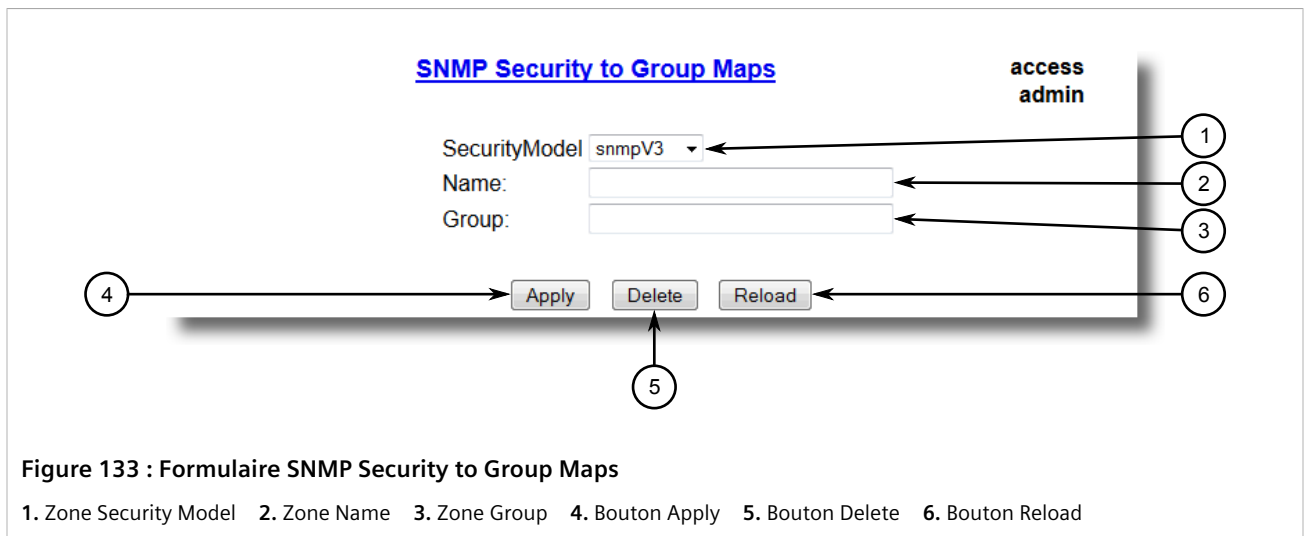 SNMP Security to Group Maps
access
admin
SecurityModel snmpV3
1
Name:
2
Group:
3
4
Apply Delete Reload
6
5
Figure 133 : Formulaire SNMP Security to Group Maps
1. Zone Security Model 2. Zone Name 3. Zone Group 4. Bouton Apply 5. Bouton Delete 6. Bouton Reload